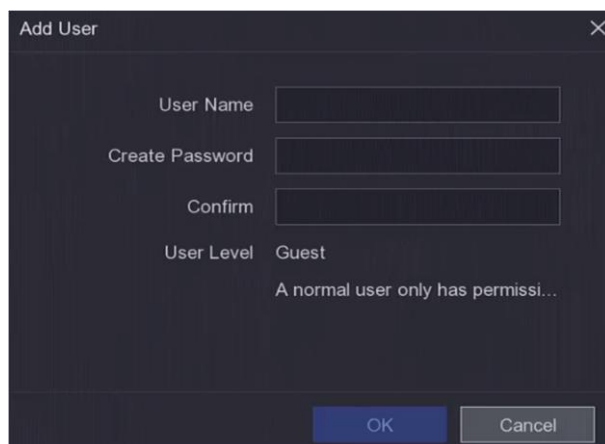 Add User
User Name
Create Password
Confirm
User Level Guest
A normal user only has permissi...
OK Cancel